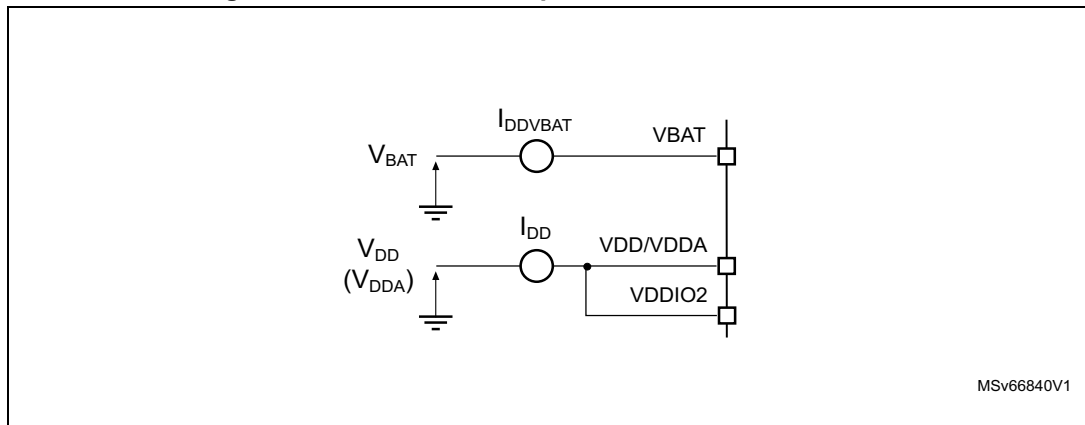 I_DDVBAT
VBAT
V_BAT
I_DD
VDD/VDDA
V_DD
(V_DDA)
VDDIO2
MSv66840V1